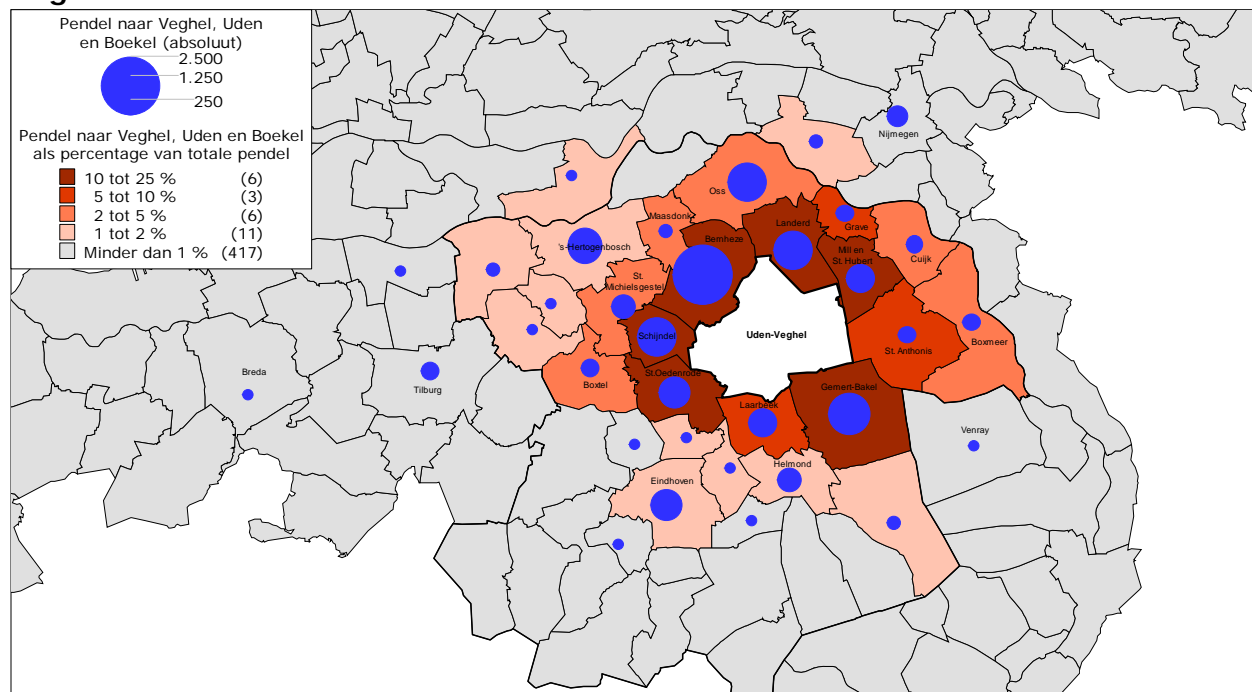 Pendel naar Veghel, Uden
en Boekel (absoluut)
2.500
1.250
250
Pendel naar Veghel, Uden en Boekel
als percentage van totale pendel
10 tot 25 % (6)
5 tot 10 % (3)
2 tot 5 % (6)
1 tot 2 % (11)
Minder dan 1 % (417)
Nijmegen
Oss
Maasdonk
Landerd
Grave
's-Hertogenbosch
Bernheze
Mill en
St. Hubert
Cuijk
St.
Michielsgestel
Schijndel
Uden-Veghel
St. Anthonis
Boxmeer
Breda
Tilburg
Boxtel
St.Oedenrode
Gemert-Bakel
Laarbeek
Venray
Helmond
Eindhoven